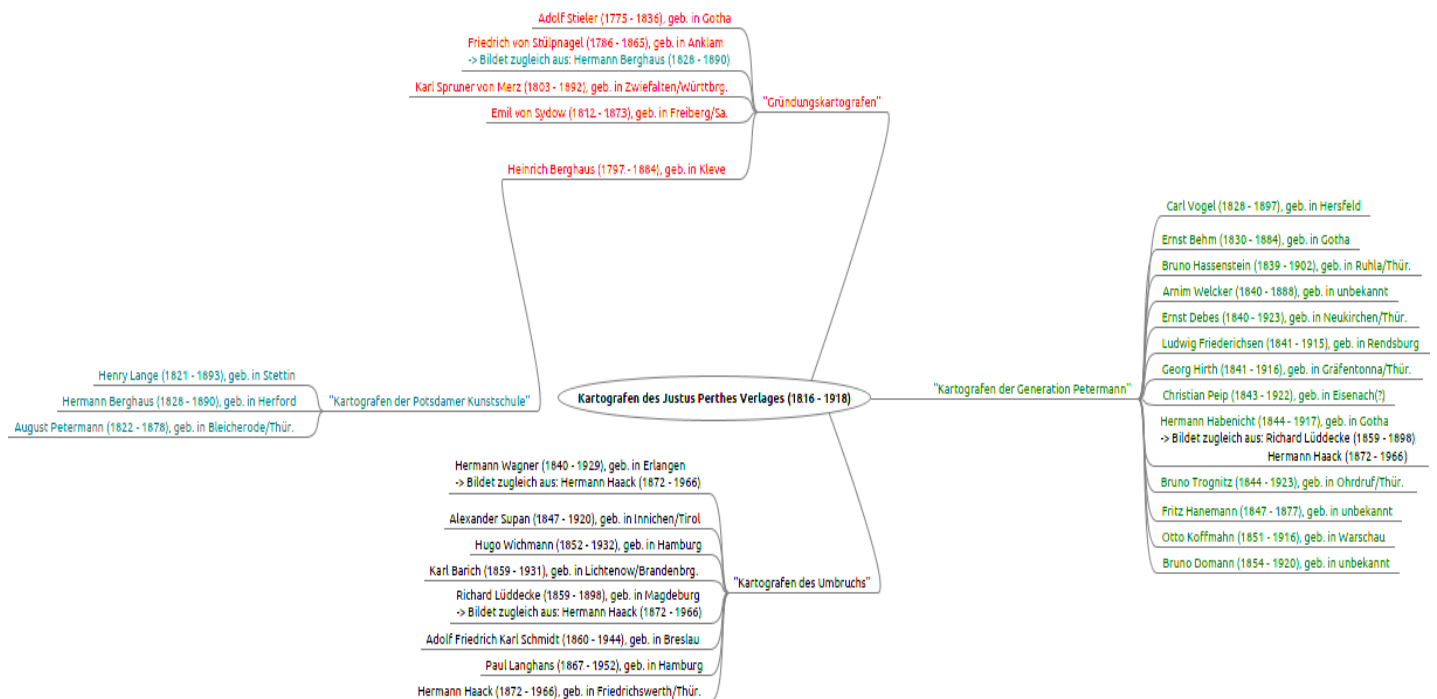 Adolf Stieler (1775 - 1836), geb. in Gotha
Friedrich von Stülpnagel (1786 - 1865), geb. in Anklam
-> Bildet zugleich aus: Hermann Berghaus (1828 - 1890)
Karl Spruner von Merz (1803 - 1892), geb. in Zwiefalten/Württbrg.
Emil von Sydow (1812 - 1873), geb. in Freiberg/Sa.
Heinrich Berghaus (1797 - 1884), geb. in Kleve
"Gründungskartografen"
Henry Lange (1821 - 1893), geb. in Stettin
Hermann Berghaus (1828 - 1890), geb. in Herford
August Petermann (1822 - 1878), geb. in Bleicherode/Thür.
"Kartografen der Potsdamer Kunstschule"
Kartografen des Justus Perthes Verlages (1816 - 1918)
"Kartografen der Generation Petermann"
Carl Vogel (1828 - 1897), geb. in Hersfeld
Ernst Behm (1830 - 1884), geb. in Gotha
Bruno Hassenstein (1839 - 1902), geb. in Ruhla/Thür.
Arnim Welcker (1840 - 1888), geb. in unbekannt
Ernst Debes (1840 - 1923), geb. in Neukirchen/Thür.
Ludwig Friederichsen (1841 - 1915), geb. in Rendsburg
Georg Hirth (1841 - 1916), geb. in Gräfentonna/Thür.
Christian Peip (1843 - 1922), geb. in Eisenach(?)
Hermann Habenicht (1844 - 1917), geb. in Gotha
-> Bildet zugleich aus: Richard Lüddecke (1859 - 1898)
Hermann Haack (1872 - 1966)
Bruno Trognitz (1844 - 1923), geb. in Ohrdruf/Thür.
Fritz Hanemann (1847 - 1877), geb. in unbekannt
Otto Koffmahn (1851 - 1916), geb. in Warschau
Bruno Domann (1854 - 1920), geb. in unbekannt
Hermann Wagner (1840 - 1929), geb. in Erlangen
-> Bildet zugleich aus: Hermann Haack (1872 - 1966)
Alexander Supan (1847 - 1920), geb. in Innichen/Tirol
Hugo Wichmann (1852 - 1932), geb. in Hamburg
Karl Barich (1859 - 1931), geb. in Lichtenow/Brandenbrg.
Richard Lüddecke (1859 - 1898), geb. in Magdeburg
-> Bildet zugleich aus: Hermann Haack (1872 - 1966)
Adolf Friedrich Karl Schmidt (1860 - 1944), geb. in Breslau
Paul Langhans (1867 - 1952), geb. in Hamburg
Hermann Haack (1872 - 1966), geb. in Friedrichswerth/Thür.
"Kartografen des Umbruchs"